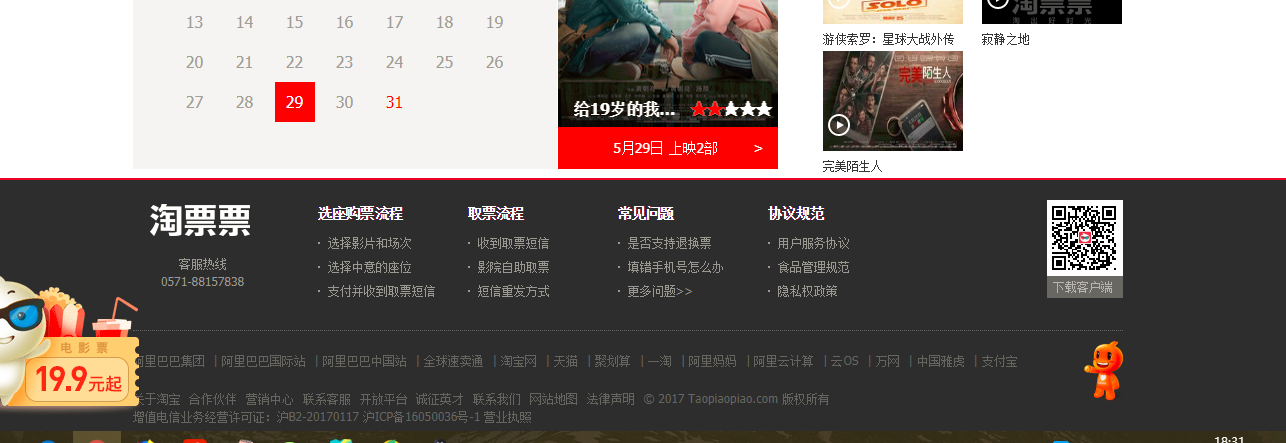 13 14 15 16 17 18 19
20 21 22 23 24 25 26
27 28 29 30 31
给19岁的我...
5月29日 上映2部 >
SOLO
淘票票
淘出好时光
游侠索罗：星球大战外传
寂静之地
完美陌生人
完美陌生人
淘票票
客服热线
0571-88157838
选座购票流程
· 选择影片和场次
· 选择中意的座位
· 支付并收到取票短信
取票流程
· 收到取票短信
· 影院自助取票
· 短信重发方式
常见问题
· 是否支持退换票
· 填错手机号怎么办
· 更多问题>>
协议规范
· 用户服务协议
· 食品管理规范
· 隐私权政策
下载客户端
电影票
19.9元起
阿里巴巴集团 | 阿里巴巴国际站 | 阿里巴巴中国站 | 全球速卖通 | 淘宝网 | 天猫 | 聚划算 | 一淘 | 阿里妈妈 | 阿里云计算 | 云OS | 万网 | 中国雅虎 | 支付宝
关于淘宝 合作伙伴 营销中心 联系客服 开放平台 诚征英才 联系我们 网站地图 法律声明 © 2017 Taopiaopiao.com 版权所有
增值电信业务经营许可证：沪B2-20170117 沪ICP备16050036号-1 营业执照
18:31